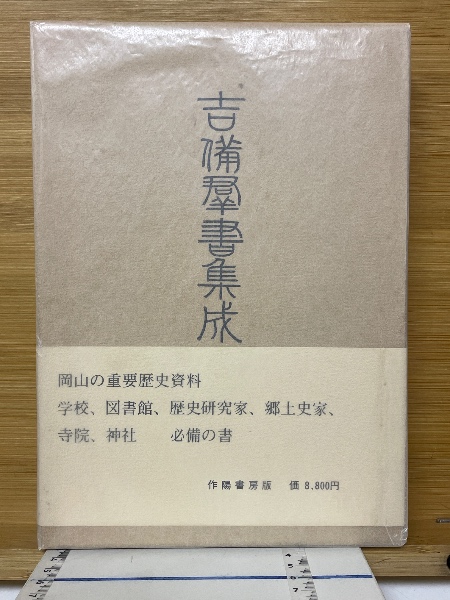 吉備羣書集成
岡山の重要歴史資料
学校、図書館、歴史研究家、郷土史家、
寺院、神社　　必備の書
作陽書房版　価 8,800円